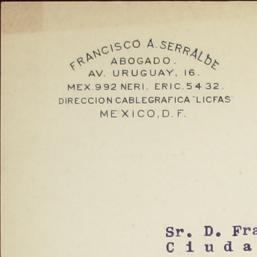 FRANCISCO A. SERRALDE
ABOGADO.
AV. URUGUAY, 16.
MEX. 992 NERI. ERIC. 54 32.
DIRECCION CABLEGRAFICA "LICFAS"
MEXICO, D. F.
Sr. D. Fra
Ciuda